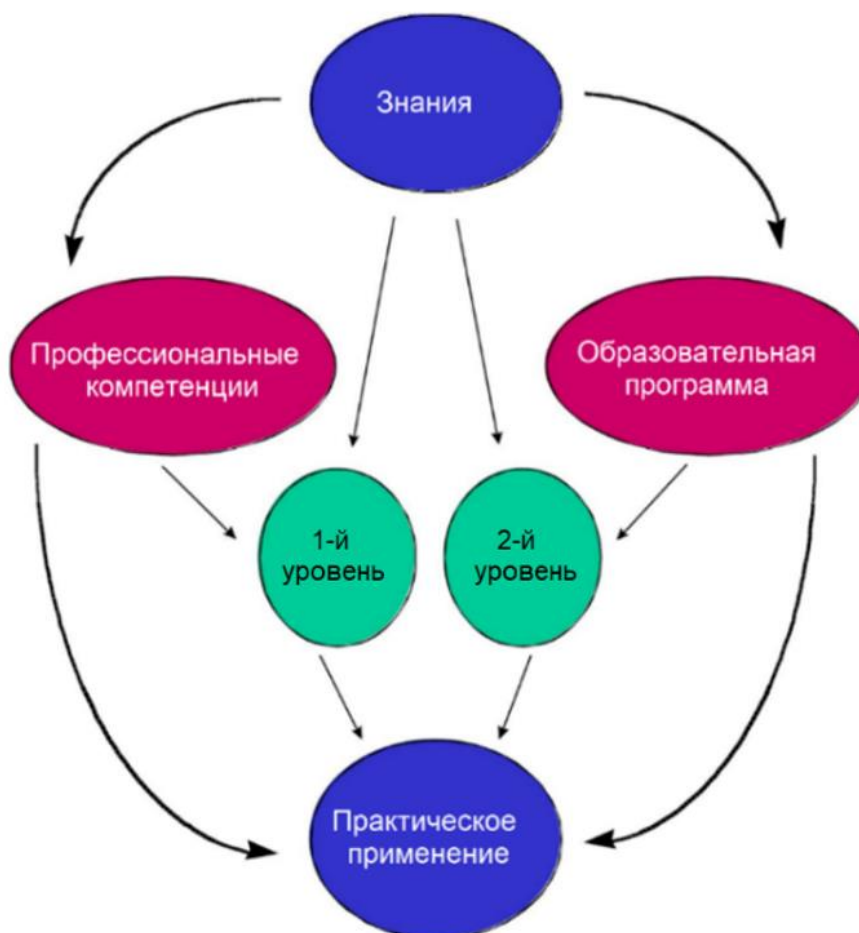 Знания
Профессиональные
компетенции
Образовательная
программа
1-й
уровень
2-й
уровень
Практическое
применение